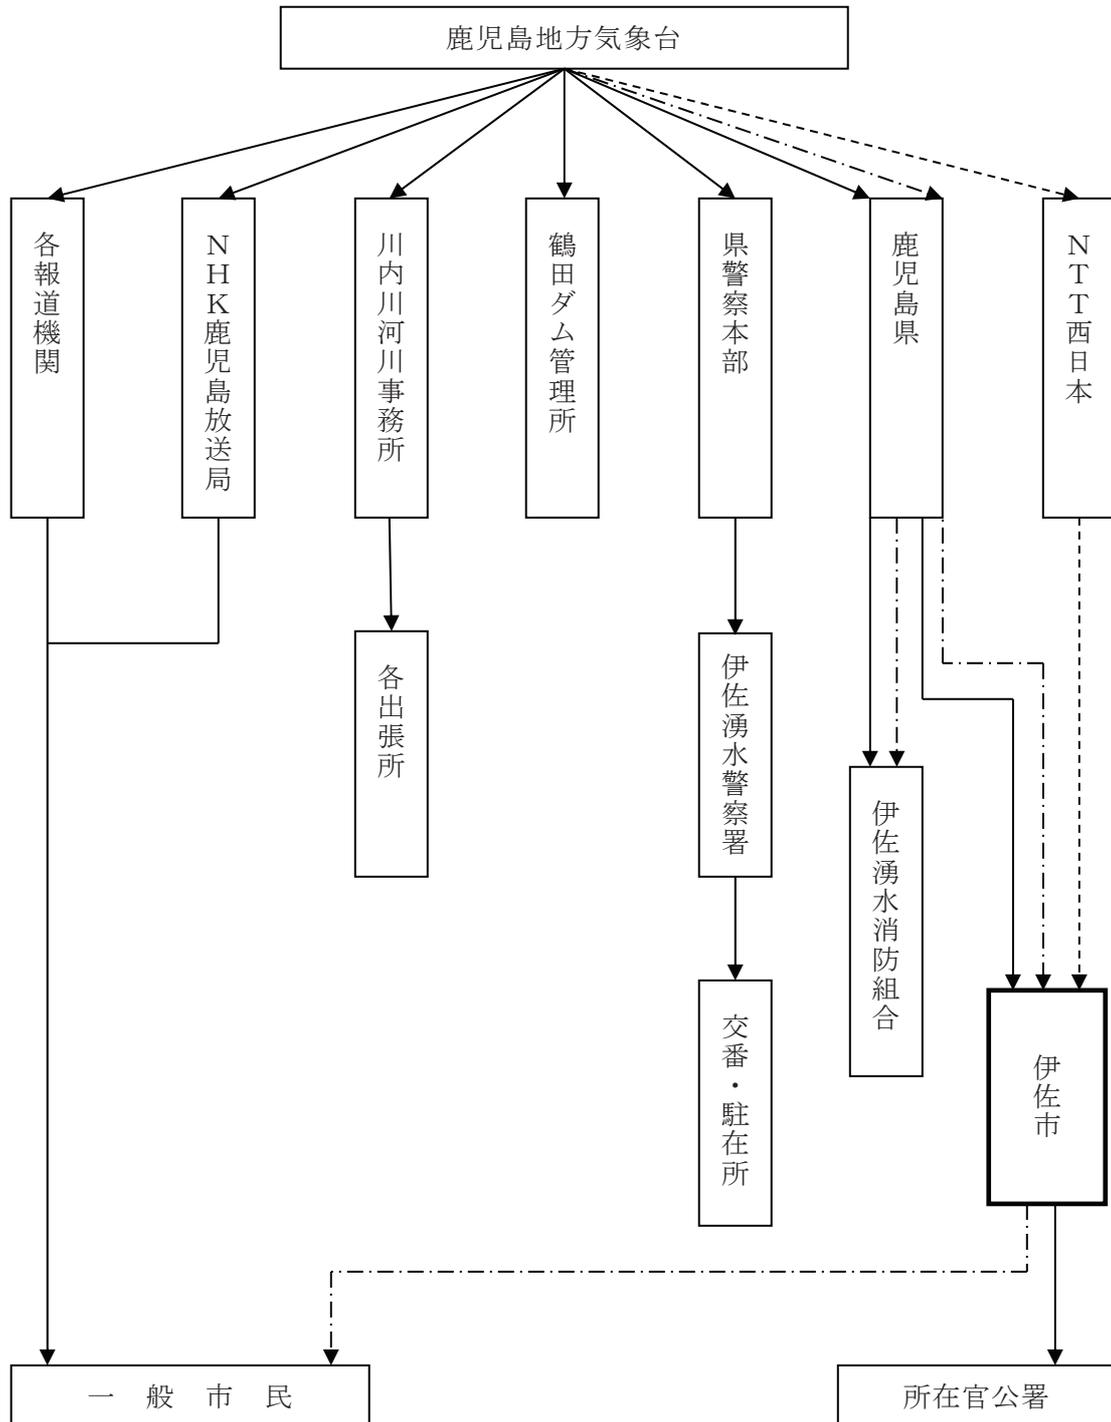 鹿児島地方気象台
各報道機関
NHK鹿児島放送局
川内川河川事務所
鶴田ダム管理所
県警察本部
鹿児島県
NTT西日本
各出張所
伊佐湧水警察署
伊佐湧水消防組合
交番・駐在所
伊佐市
一般市民
所在官公署